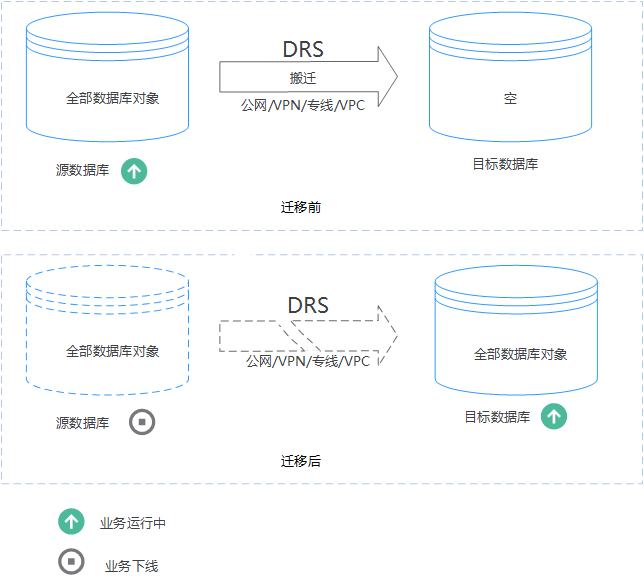 DRS
全部数据库对象
搬迁
空
公网/VPN/专线/VPC
源数据库
目标数据库
迁移前
DRS
全部数据库对象
全部数据库对象
公网/VPN/专线/VPC
源数据库
目标数据库
迁移后
业务运行中
业务下线